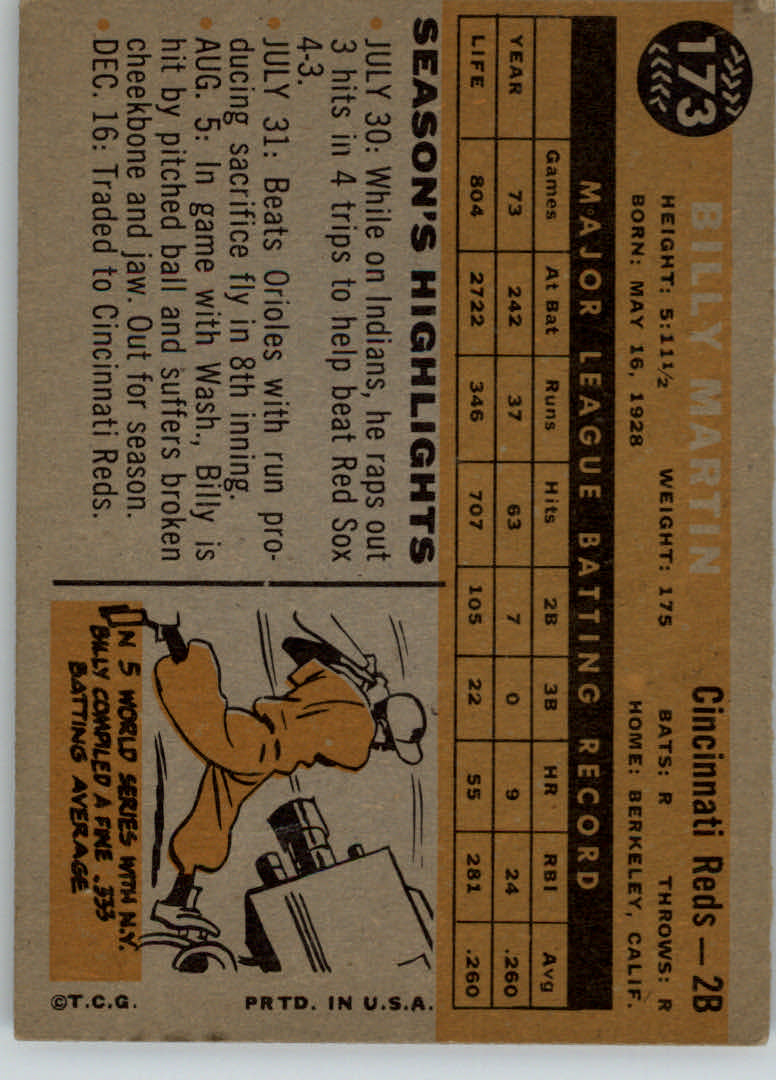 173
BILLY MARTIN
Cincinnati Reds — 2B
HEIGHT: 5:11½ WEIGHT: 175 BATS: R THROWS: R
BORN: MAY 16, 1928 HOME: BERKELEY, CALIF.
MAJOR LEAGUE BATTING RECORD
Games At Bat Runs Hits 2B 3B HR RBI Avg
YEAR 73 242 37 63 7 0 9 24 .260
LIFE 804 2722 346 707 105 22 55 281 .260
SEASON'S HIGHLIGHTS
• JULY 30: While on Indians, he raps out
3 hits in 4 trips to help beat Red Sox
4-3.
• JULY 31: Beats Orioles with run pro-
ducing sacrifice fly in 8th inning.
• AUG. 5: In game with Wash., Billy is
hit by pitched ball and suffers broken
cheekbone and jaw. Out for season.
• DEC. 16: Traded to Cincinnati Reds.
IN 5 WORLD SERIES WITH N.Y.
BILLY COMPILED A FINE .333
BATTING AVERAGE
©T.C.G. PRTD. IN U.S.A.